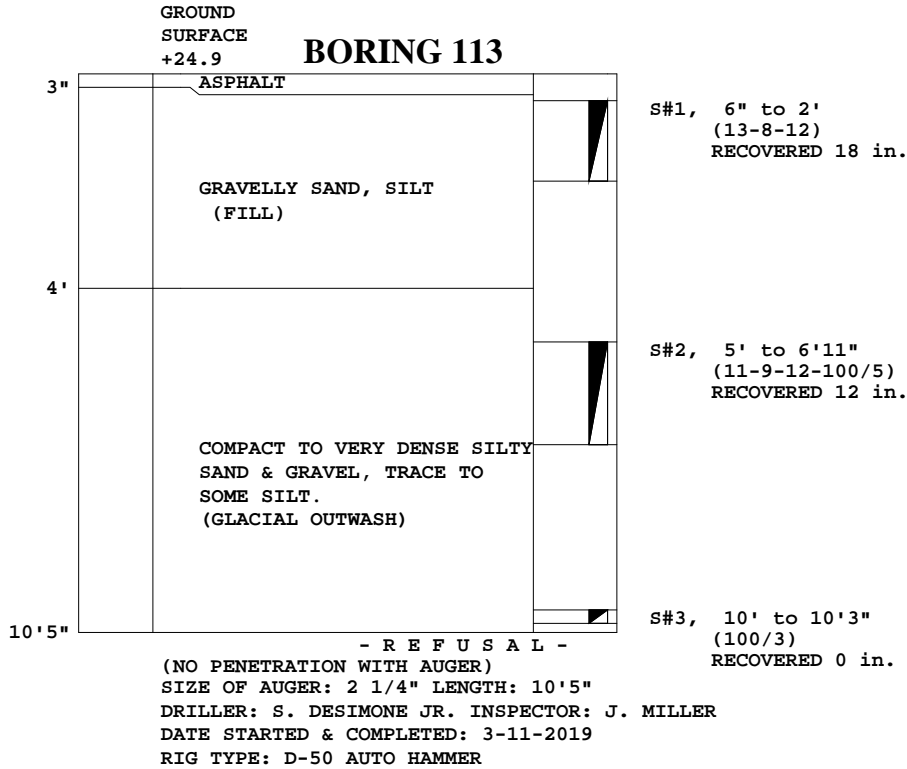 GROUND
SURFACE
+24.9
BORING 113
3"
ASPHALT
S#1, 6" to 2'
(13-8-12)
RECOVERED 18 in.
GRAVELLY SAND, SILT
(FILL)
4'
S#2, 5' to 6'11"
(11-9-12-100/5)
RECOVERED 12 in.
COMPACT TO VERY DENSE SILTY
SAND & GRAVEL, TRACE TO
SOME SILT.
(GLACIAL OUTWASH)
S#3, 10' to 10'3"
(100/3)
RECOVERED 0 in.
10'5"
- R E F U S A L -
(NO PENETRATION WITH AUGER)
SIZE OF AUGER: 2 1/4" LENGTH: 10'5"
DRILLER: S. DESIMONE JR. INSPECTOR: J. MILLER
DATE STARTED & COMPLETED: 3-11-2019
RIG TYPE: D-50 AUTO HAMMER